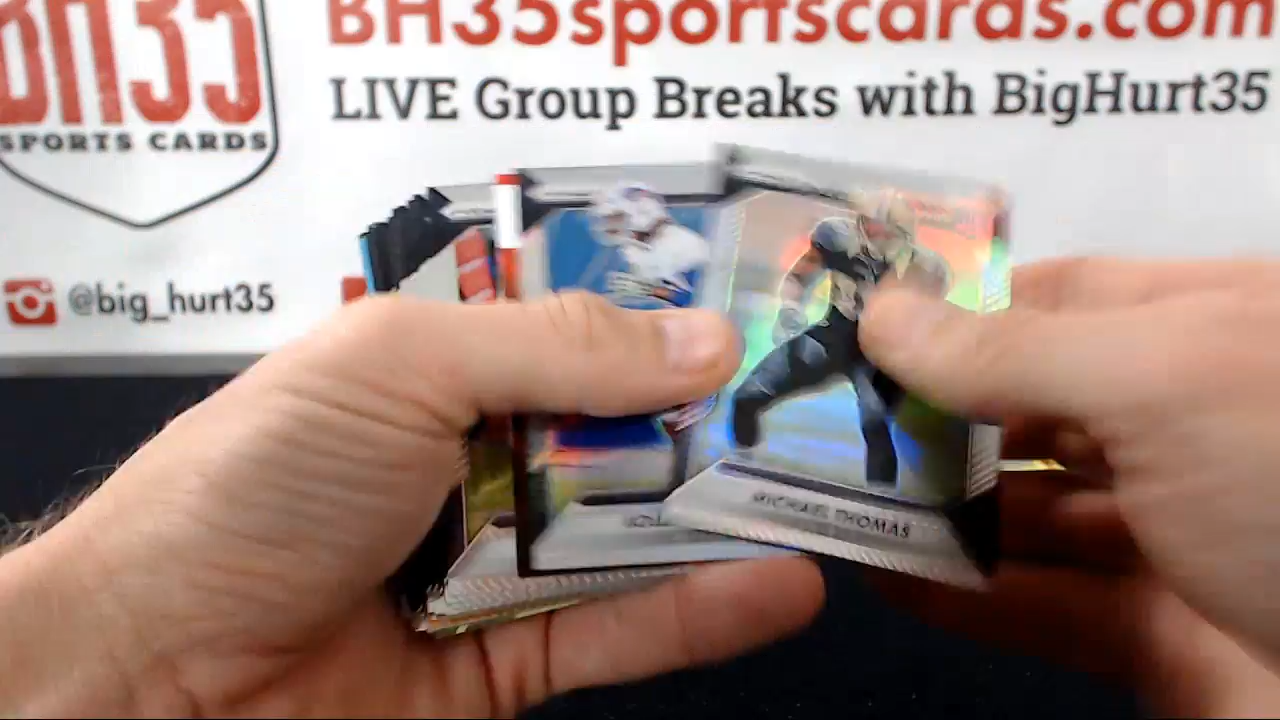 BH35
SPORTS CARDS
BH35sportscards.com
LIVE Group Breaks with BigHurt35
@big_hurt35
MICHAEL THOMAS